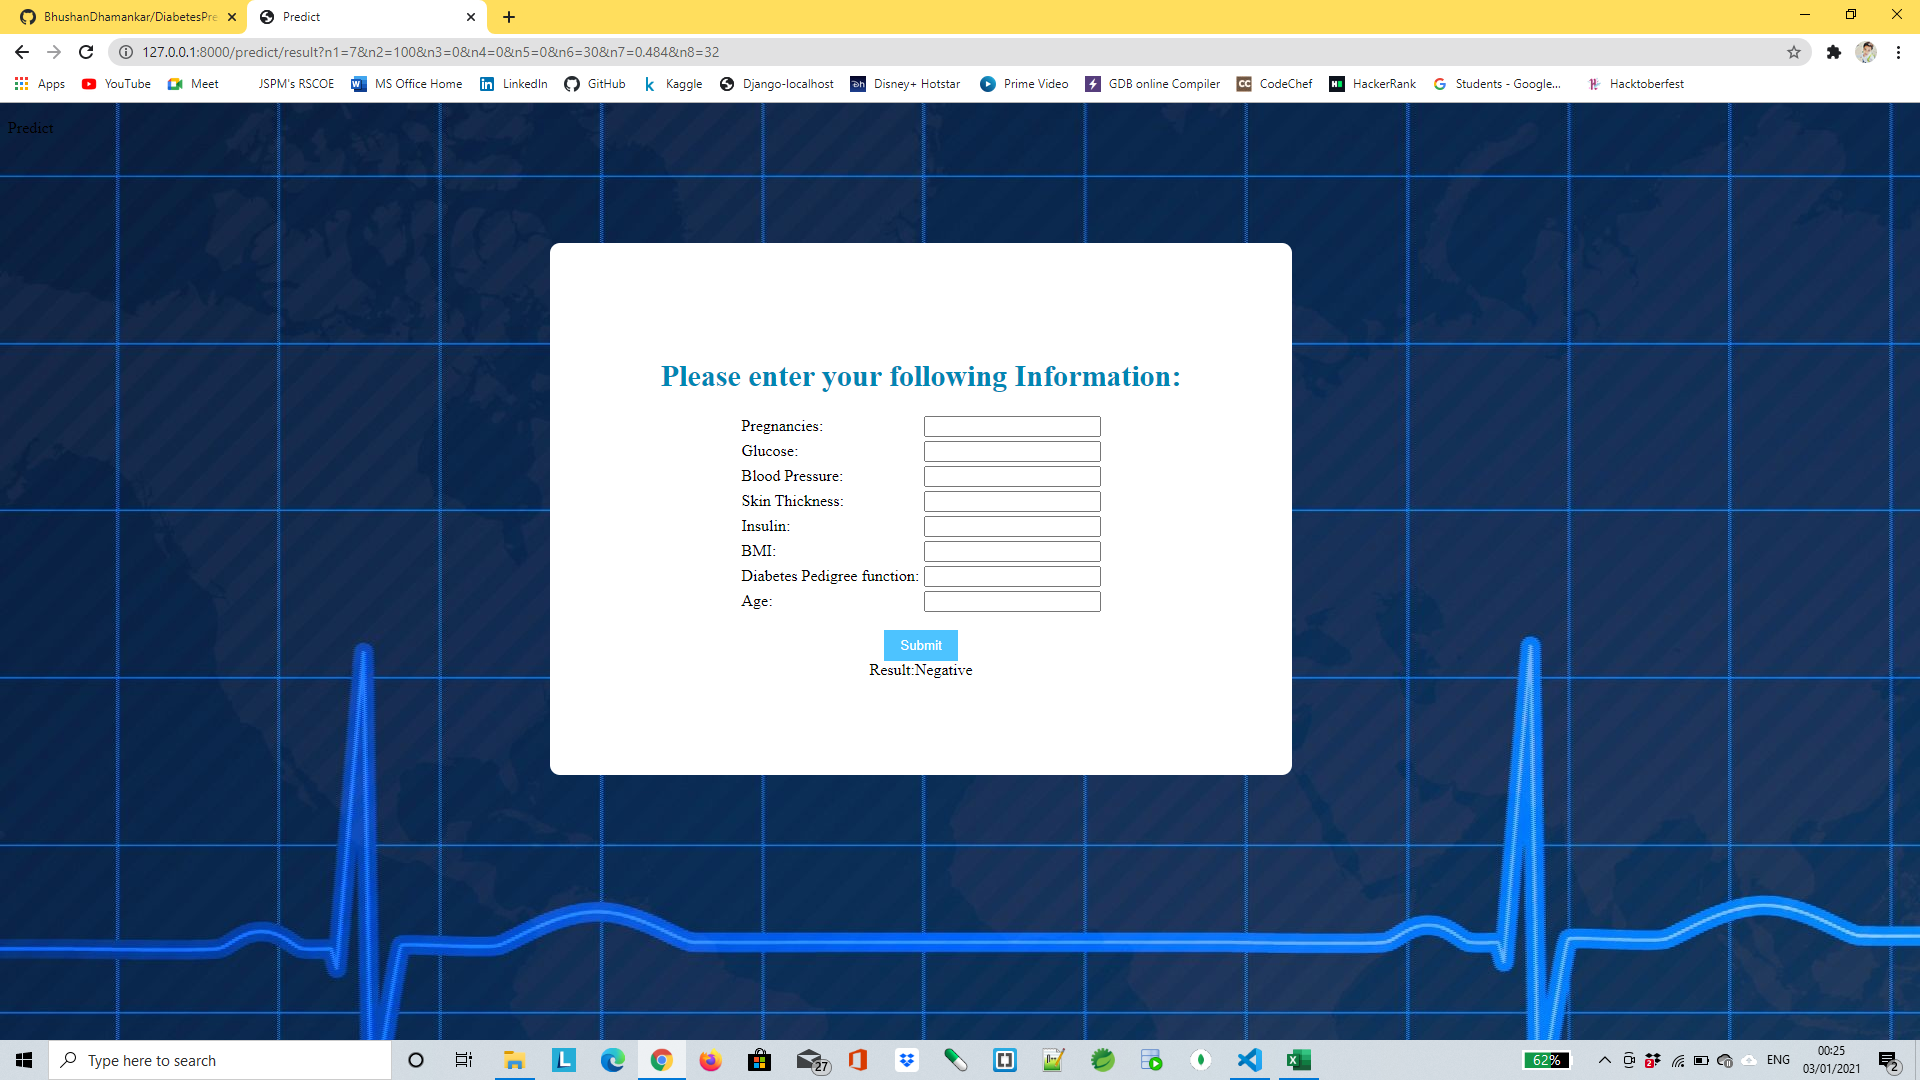 BhushanDhamankar/DiabetesPre
Predict
127.0.0.1:8000/predict/result?n1=7&n2=100&n3=0&n4=0&n5=0&n6=30&n7=0.484&n8=32
Apps YouTube Meet JSPM's RSCOE MS Office Home LinkedIn GitHub Kaggle Django-localhost Disney+ Hotstar Prime Video GDB online Compiler CC CodeChef HackerRank Students - Google... Hacktoberfest
Predict
Please enter your following Information:
Pregnancies:
Glucose:
Blood Pressure:
Skin Thickness:
Insulin:
BMI:
Diabetes Pedigree function:
Age:
Submit
Result:Negative
Type here to search
27
62%
2
ENG
00:25
03/01/2021
2